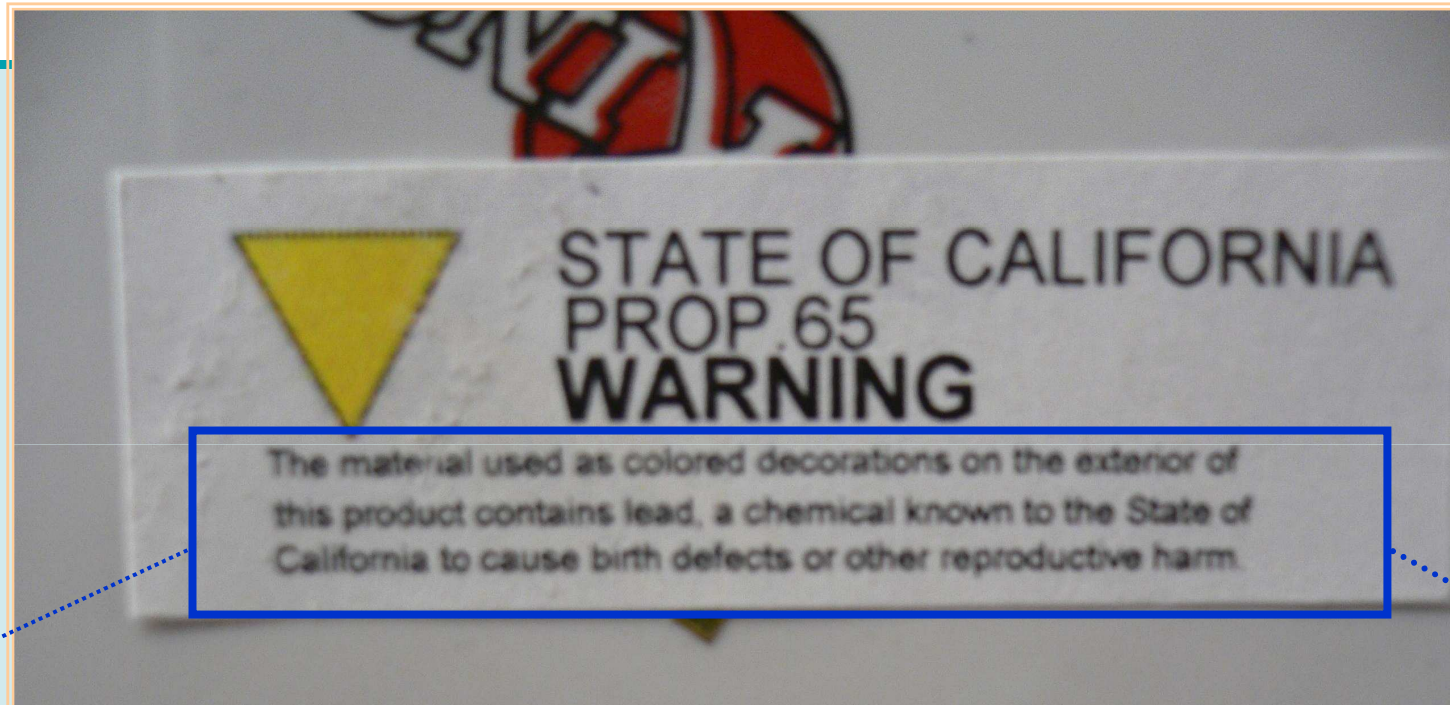 STATE OF CALIFORNIA
PROP 65
WARNING
The material used as colored decorations on the exterior of
this product contains lead, a chemical known to the State of
California to cause birth defects or other reproductive harm.